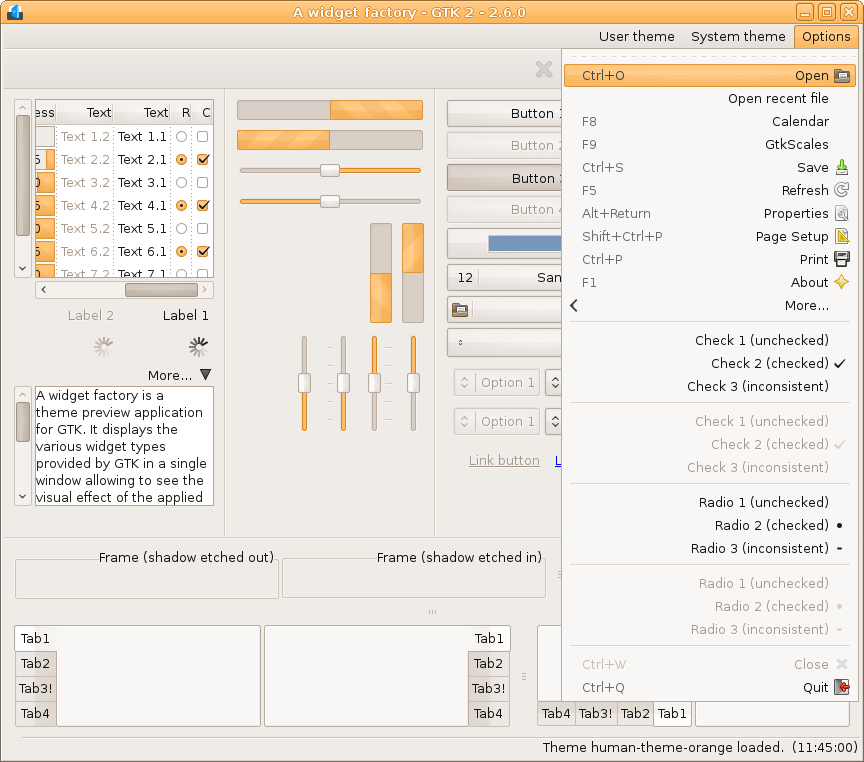 A widget factory - GTK 2 - 2.6.0
User theme System theme Options
Ctrl+O Open
Open recent file
F8 Calendar
F9 GtkScales
Ctrl+S Save
F5 Refresh
Alt+Return Properties
Shift+Ctrl+P Page Setup
Ctrl+P Print
F1 About
More...
Check 1 (unchecked)
Check 2 (checked)
Check 3 (inconsistent)
Check 1 (unchecked)
Check 2 (checked)
Check 3 (inconsistent)
Radio 1 (unchecked)
Radio 2 (checked)
Radio 3 (inconsistent)
Radio 1 (unchecked)
Radio 2 (checked)
Radio 3 (inconsistent)
Ctrl+W Close
Ctrl+Q Quit
ess Text Text R C
Text 1.2 Text 1.1
Text 2.2 Text 2.1
Text 3.2 Text 3.1
Text 4.2 Text 4.1
Text 5.2 Text 5.1
Text 6.2 Text 6.1
Text 7.2 Text 7.1
Label 2 Label 1
More...
A widget factory is a
theme preview application
for GTK. It displays the
various widget types
provided by GTK in a single
window allowing to see the
visual effect of the applied
Button
Button
Button
Button 4
12 San
Option 1
Option 1
Link button
Frame (shadow etched out) Frame (shadow etched in)
Tab1
Tab2
Tab3!
Tab4
Tab1
Tab2
Tab3!
Tab4
Tab4 Tab3! Tab2 Tab1
Theme human-theme-orange loaded. (11:45:00)